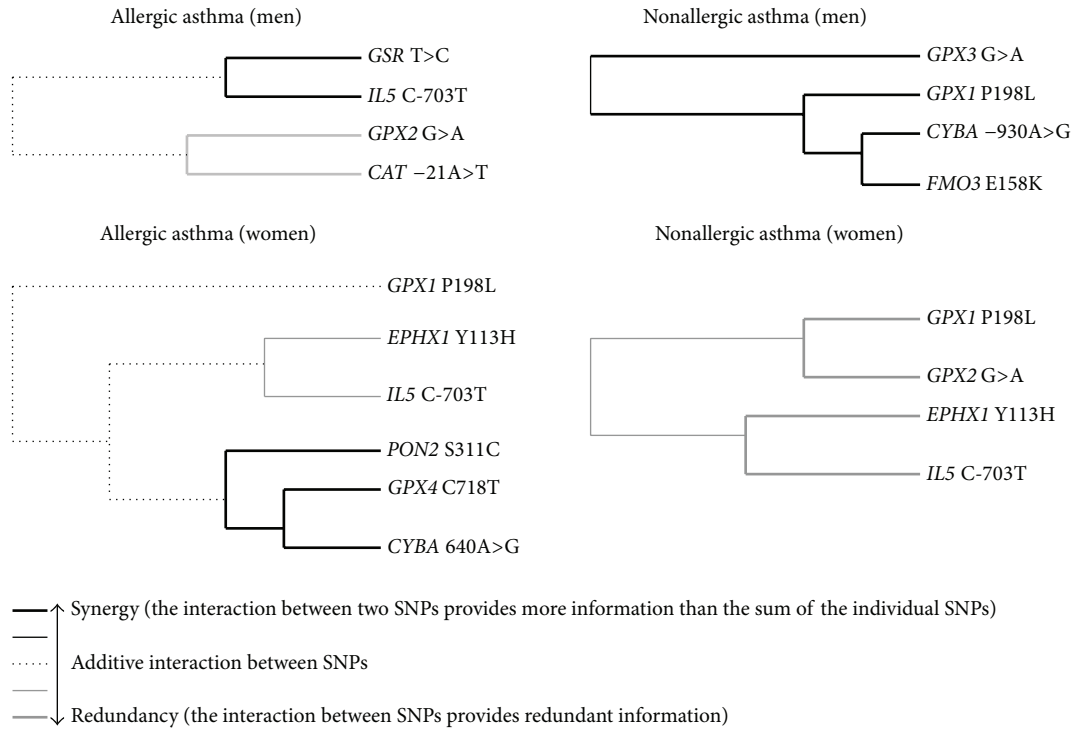 Allergic asthma (men)
GSR T>C
IL5 C-703T
GPX2 G>A
CAT −21A>T
Nonallergic asthma (men)
GPX3 G>A
GPX1 P198L
CYBA −930A>G
FMO3 E158K
Allergic asthma (women)
GPX1 P198L
EPHX1 Y113H
IL5 C-703T
PON2 S311C
GPX4 C718T
CYBA 640A>G
Nonallergic asthma (women)
GPX1 P198L
GPX2 G>A
EPHX1 Y113H
IL5 C-703T
Synergy (the interaction between two SNPs provides more information than the sum of the individual SNPs)
Additive interaction between SNPs
Redundancy (the interaction between SNPs provides redundant information)